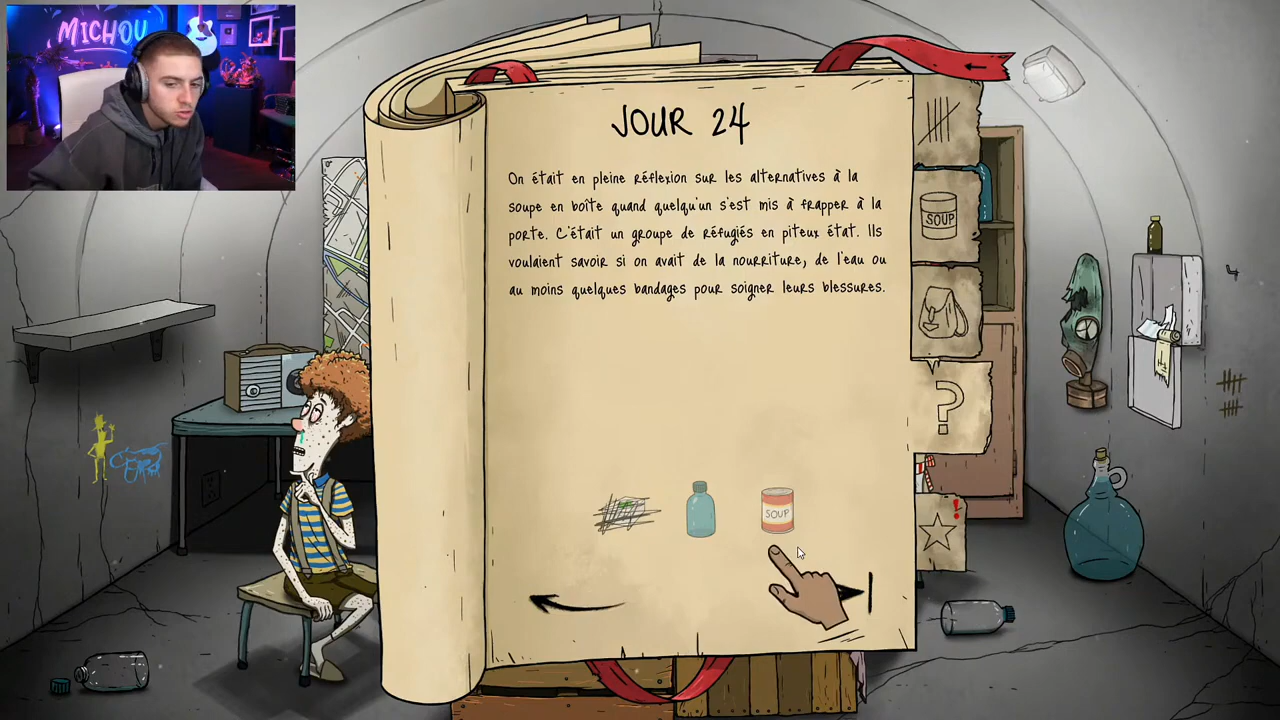 MICHOU
JOUR 24
On était en pleine réflexion sur les alternatives à la
soupe en boîte quand quelqu'un s'est mis à frapper à la
porte. C'était un groupe de réfugiés en piteux état. Ils
voulaient savoir si on avait de la nourriture, de l'eau ou
au moins quelques bandages pour soigner leurs blessures.
SOUP
?
!
SOUP